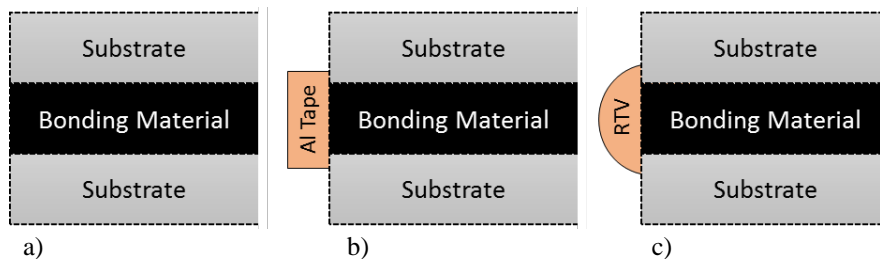 Substrate
Bonding Material
Substrate
a)
Al Tape
Substrate
Bonding Material
Substrate
b)
RTV
Substrate
Bonding Material
Substrate
c)